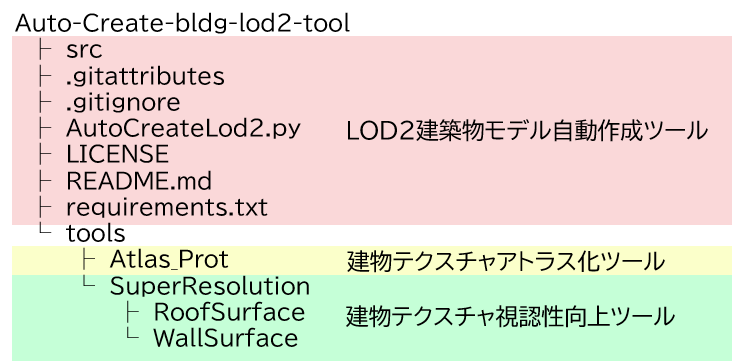 Auto-Create-bldg-lod2-tool
├ src
├ .gitattributes
├ .gitignore
├ AutoCreateLod2.py LOD2建築物モデル自動作成ツール
├ LICENSE
├ README.md
├ requirements.txt
└ tools
├ Atlas_Prot 建物テクスチャアトラス化ツール
└ SuperResolution
├ RoofSurface 建物テクスチャ視認性向上ツール
└ WallSurface